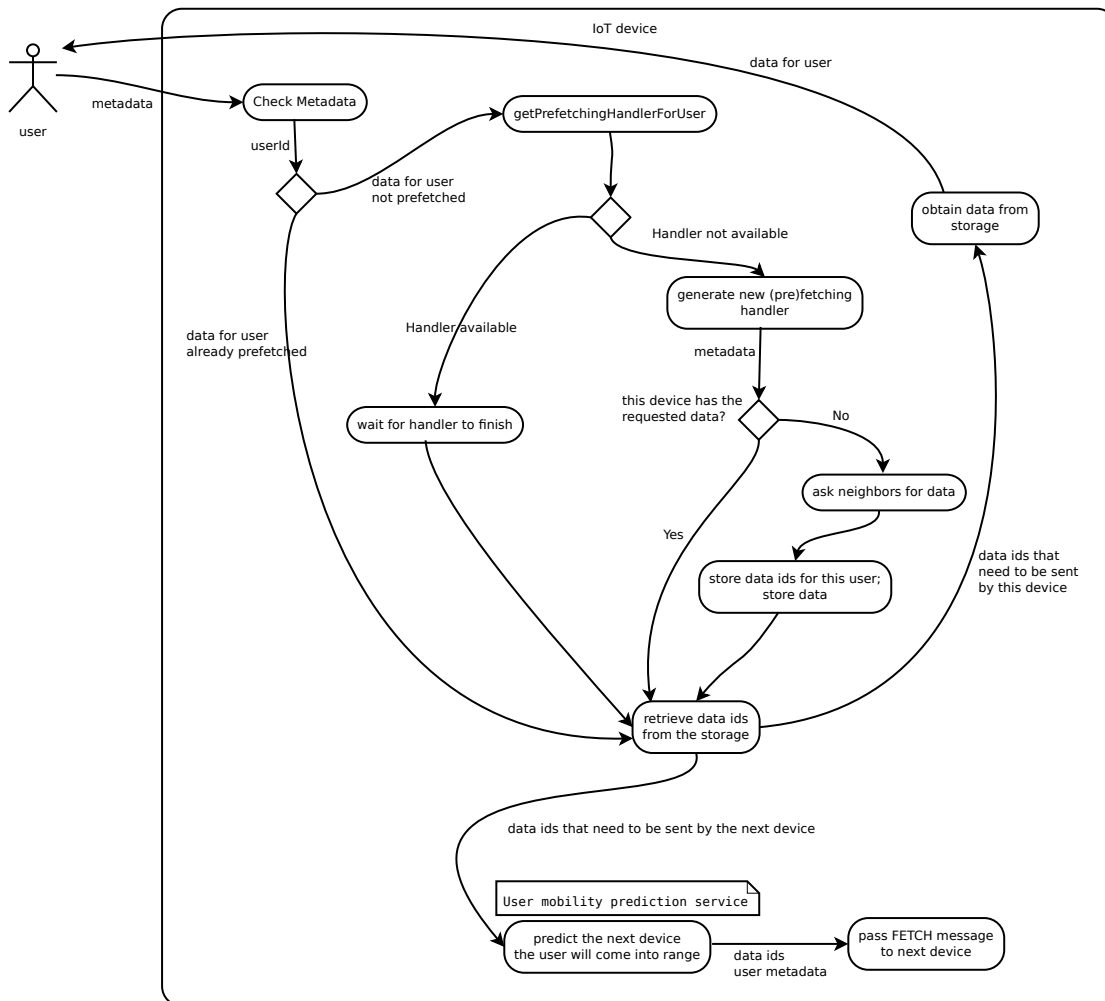 IoT device
data for user
user
metadata
Check Metadata
getPrefetchingHandlerForUser
userId
data for user
not prefetched
obtain data from
storage
Handler not available
generate new (pre)fetching
handler
Handler available
data for user
already prefetched
metadata
this device has the
requested data?
No
wait for handler to finish
ask neighbors for data
Yes
data ids that
need to be sent
by this device
store data ids for this user;
store data
retrieve data ids
from the storage
data ids that need to be sent by the next device
User mobility prediction service
predict the next device
the user will come into range
data ids
user metadata
pass FETCH message
to next device